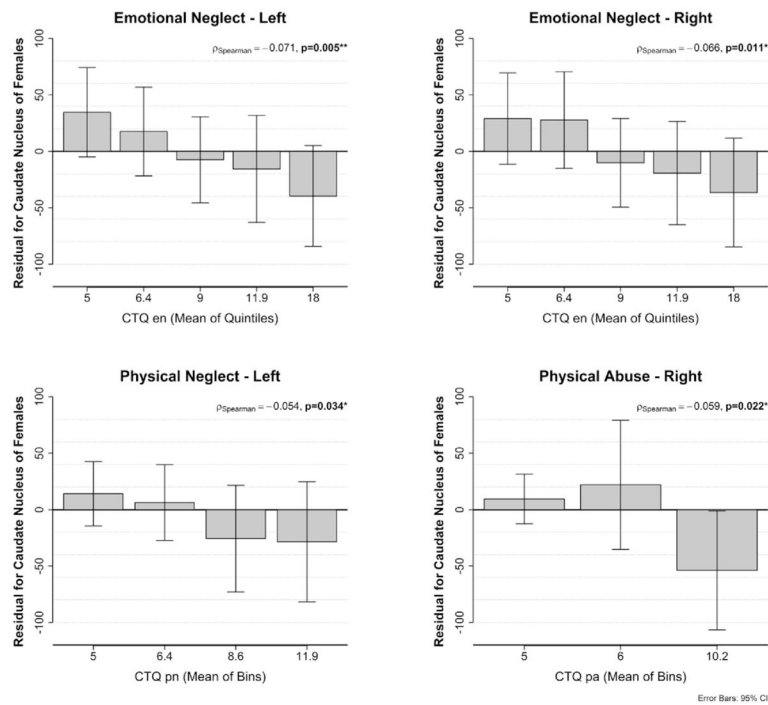 Emotional Neglect - Left
ρSpearman = −0.071, p=0.005**
Residual for Caudate Nucleus of Females
100
50
0
-50
-100
5 6.4 9 11.9 18
CTQ en (Mean of Quintiles)
Emotional Neglect - Right
ρSpearman = −0.066, p=0.011*
Residual for Caudate Nucleus of Females
100
50
0
-50
-100
5 6.4 9 11.9 18
CTQ en (Mean of Quintiles)
Physical Neglect - Left
ρSpearman = −0.054, p=0.034*
Residual for Caudate Nucleus of Females
100
50
0
-50
-100
5 6.4 8.6 11.9
CTQ pn (Mean of Bins)
Physical Abuse - Right
ρSpearman = −0.059, p=0.022*
Residual for Caudate Nucleus of Females
100
50
0
-50
-100
5 6 10.2
CTQ pa (Mean of Bins)
Error Bars: 95% CI